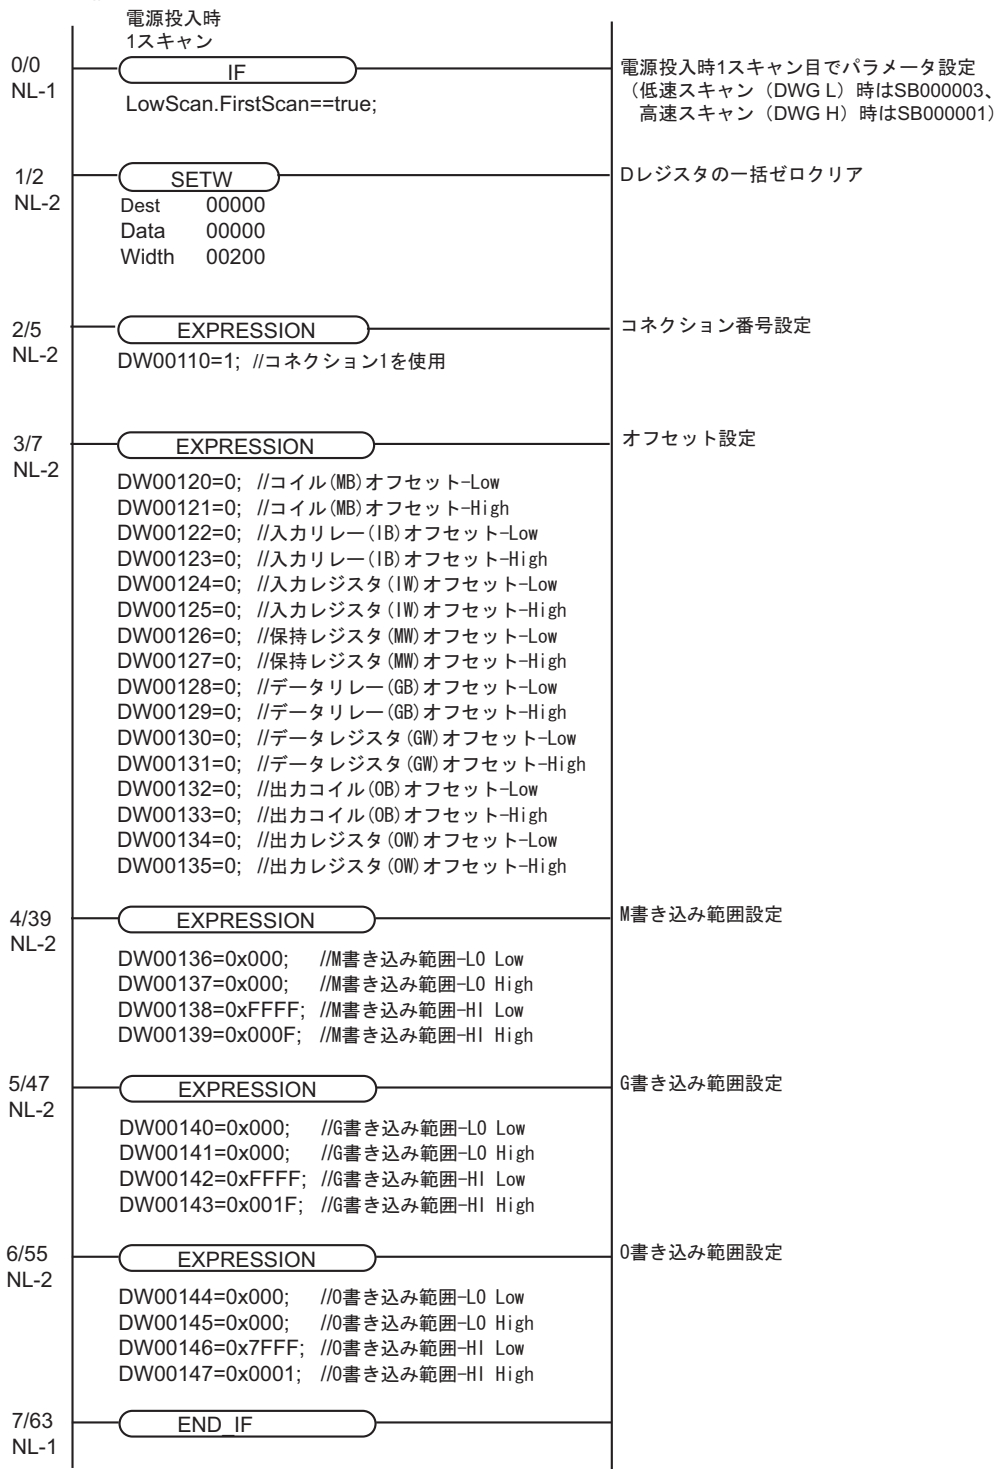 電源投入時
1スキャン
0/0
NL-1
IF
LowScan.FirstScan==true;
電源投入時1スキャン目でパラメータ設定
（低速スキャン（DWG L）時はSB000003、
高速スキャン（DWG H）時はSB000001）
1/2
NL-2
SETW
Dest 00000
Data 00000
Width 00200
Dレジスタの一括ゼロクリア
2/5
NL-2
EXPRESSION
DW00110=1; //コネクション1を使用
コネクション番号設定
3/7
NL-2
EXPRESSION
オフセット設定
DW00120=0; //コイル(MB)オフセット-Low
DW00121=0; //コイル(MB)オフセット-High
DW00122=0; //入力リレー(IB)オフセット-Low
DW00123=0; //入力リレー(IB)オフセット-High
DW00124=0; //入力レジスタ(IW)オフセット-Low
DW00125=0; //入力レジスタ(IW)オフセット-High
DW00126=0; //保持レジスタ(MW)オフセット-Low
DW00127=0; //保持レジスタ(MW)オフセット-High
DW00128=0; //データリレー(GB)オフセット-Low
DW00129=0; //データリレー(GB)オフセット-High
DW00130=0; //データレジスタ(GW)オフセット-Low
DW00131=0; //データレジスタ(GW)オフセット-High
DW00132=0; //出力コイル(OB)オフセット-Low
DW00133=0; //出力コイル(OB)オフセット-High
DW00134=0; //出力レジスタ(OW)オフセット-Low
DW00135=0; //出力レジスタ(OW)オフセット-High
4/39
NL-2
EXPRESSION
M書き込み範囲設定
DW00136=0x000; //M書き込み範囲-LO Low
DW00137=0x000; //M書き込み範囲-LO High
DW00138=0xFFFF; //M書き込み範囲-HI Low
DW00139=0x000F; //M書き込み範囲-HI High
5/47
NL-2
EXPRESSION
G書き込み範囲設定
DW00140=0x000; //G書き込み範囲-LO Low
DW00141=0x000; //G書き込み範囲-LO High
DW00142=0xFFFF; //G書き込み範囲-HI Low
DW00143=0x001F; //G書き込み範囲-HI High
6/55
NL-2
EXPRESSION
O書き込み範囲設定
DW00144=0x000; //O書き込み範囲-LO Low
DW00145=0x000; //O書き込み範囲-LO High
DW00146=0x7FFF; //O書き込み範囲-HI Low
DW00147=0x0001; //O書き込み範囲-HI High
7/63
NL-1
END_IF